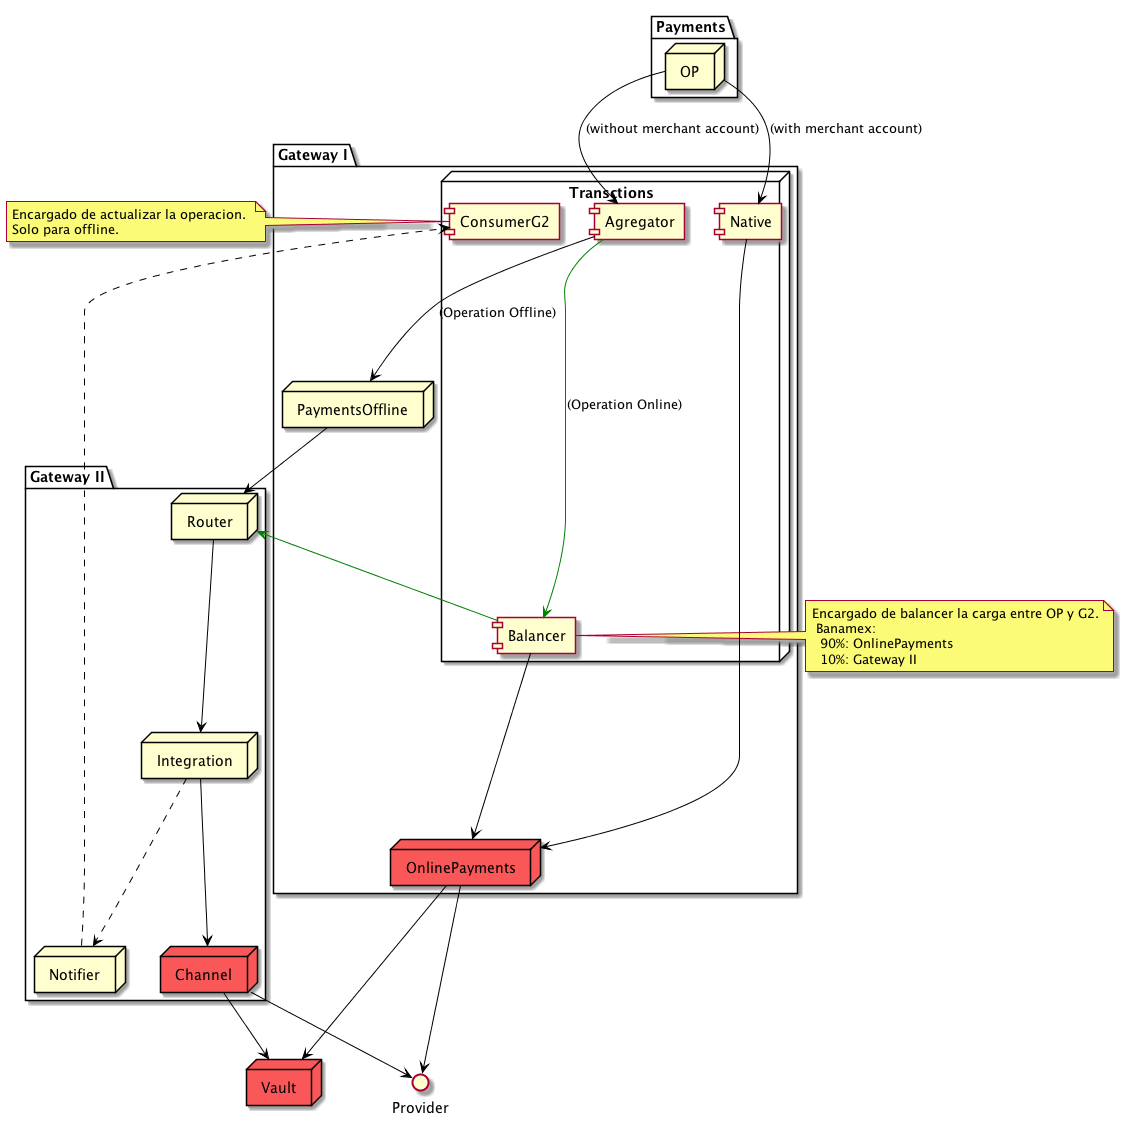 Payments
OP
(without merchant account)
(with merchant account)
Gateway I
Transctions
Encargado de actualizar la operacion.
Solo para offline.
ConsumerG2
Agregator
Native
(Operation Offline)
PaymentsOffline
(Operation Online)
Gateway II
Router
Encargado de balancer la carga entre OP y G2.
Banamex:
90%: OnlinePayments
10%: Gateway II
Balancer
Integration
OnlinePayments
Notifier
Channel
Vault
Provider